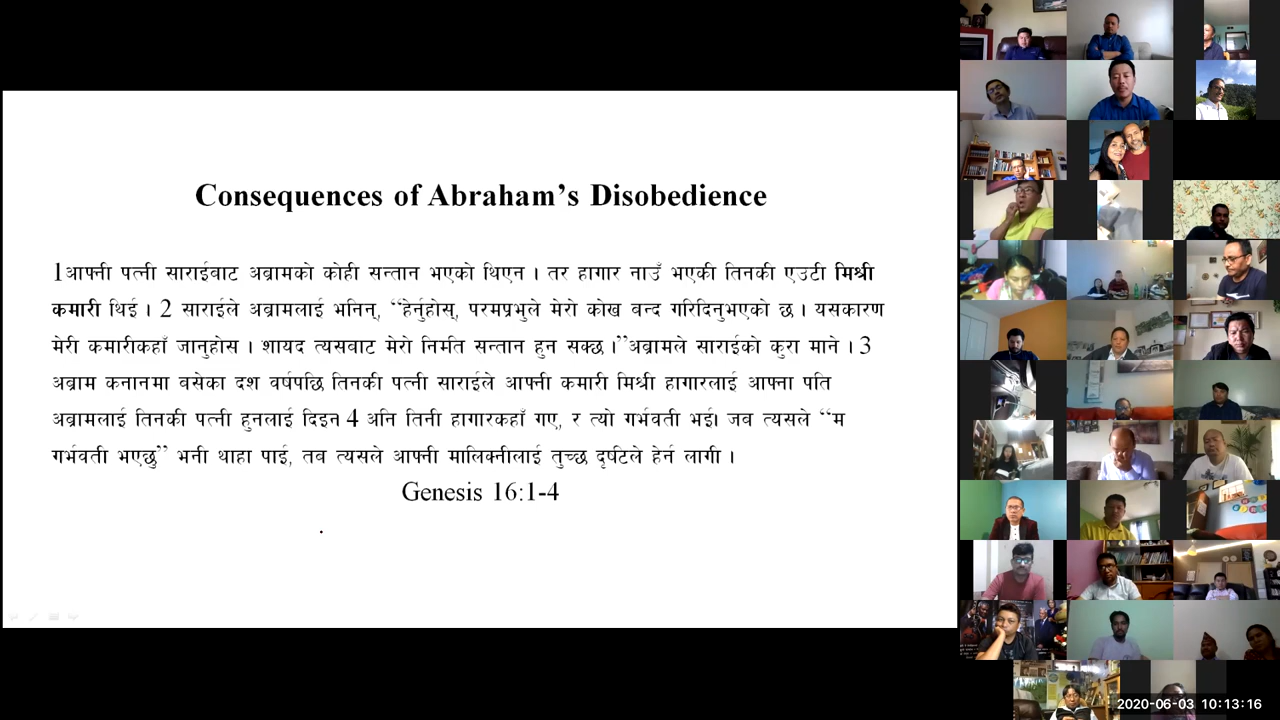 Consequences of Abraham’s Disobedience
1आफ्नी पत्नी साराईबाट अब्रामको कोही सन्तान भएको थिएन । तर हागार नाउँ भएकी तिनकी एउटी मिश्री
कमारी थिई । 2 साराईले अब्रामलाई भनिन्, “हेर्नुहोस्, परमप्रभुले मेरो कोख बन्द गरिदिनुभएको छ । यसकारण
मेरी कमारीकहाँ जानुहोस । शायद त्यसबाट मेरो निम्ति सन्तान हुन सक्छ ।”अब्रामले साराईको कुरा माने । 3
अब्राम कनानमा बसेका दश वर्षपछि तिनकी पत्नी साराईले आफ्नी कमारी मिश्री हागारलाई आफ्ना पति
अब्रामलाई तिनकी पत्नी हुनलाई दिइन 4 अनि तिनी हागारकहाँ गए, र त्यो गर्भवती भई। जब त्यसले “म
गर्भवती भएछु” भनी थाहा पाई, तब त्यसले आफ्नी मालिक्नीलाई तुच्छ दृष्टिले हेर्न लागी ।
Genesis 16:1-4
.
2020-06-03 10:13:16